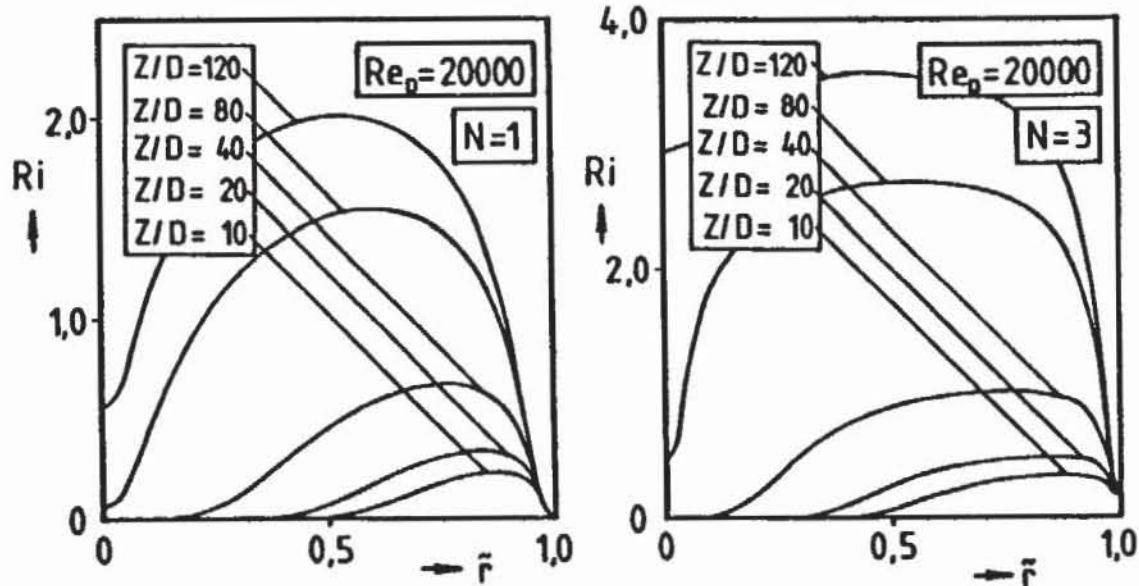 Z/D=120
Z/D= 80
Z/D= 40
Z/D= 20
Z/D= 10
Re_D=20000
N=1
2,0
Ri
1,0
0
0
0,5
1,0
r̃
4,0
Z/D=120
Z/D= 80
Z/D= 40
Z/D= 20
Z/D= 10
Re_D=20000
N=3
Ri
2,0
0
0
0,5
1,0
r̃